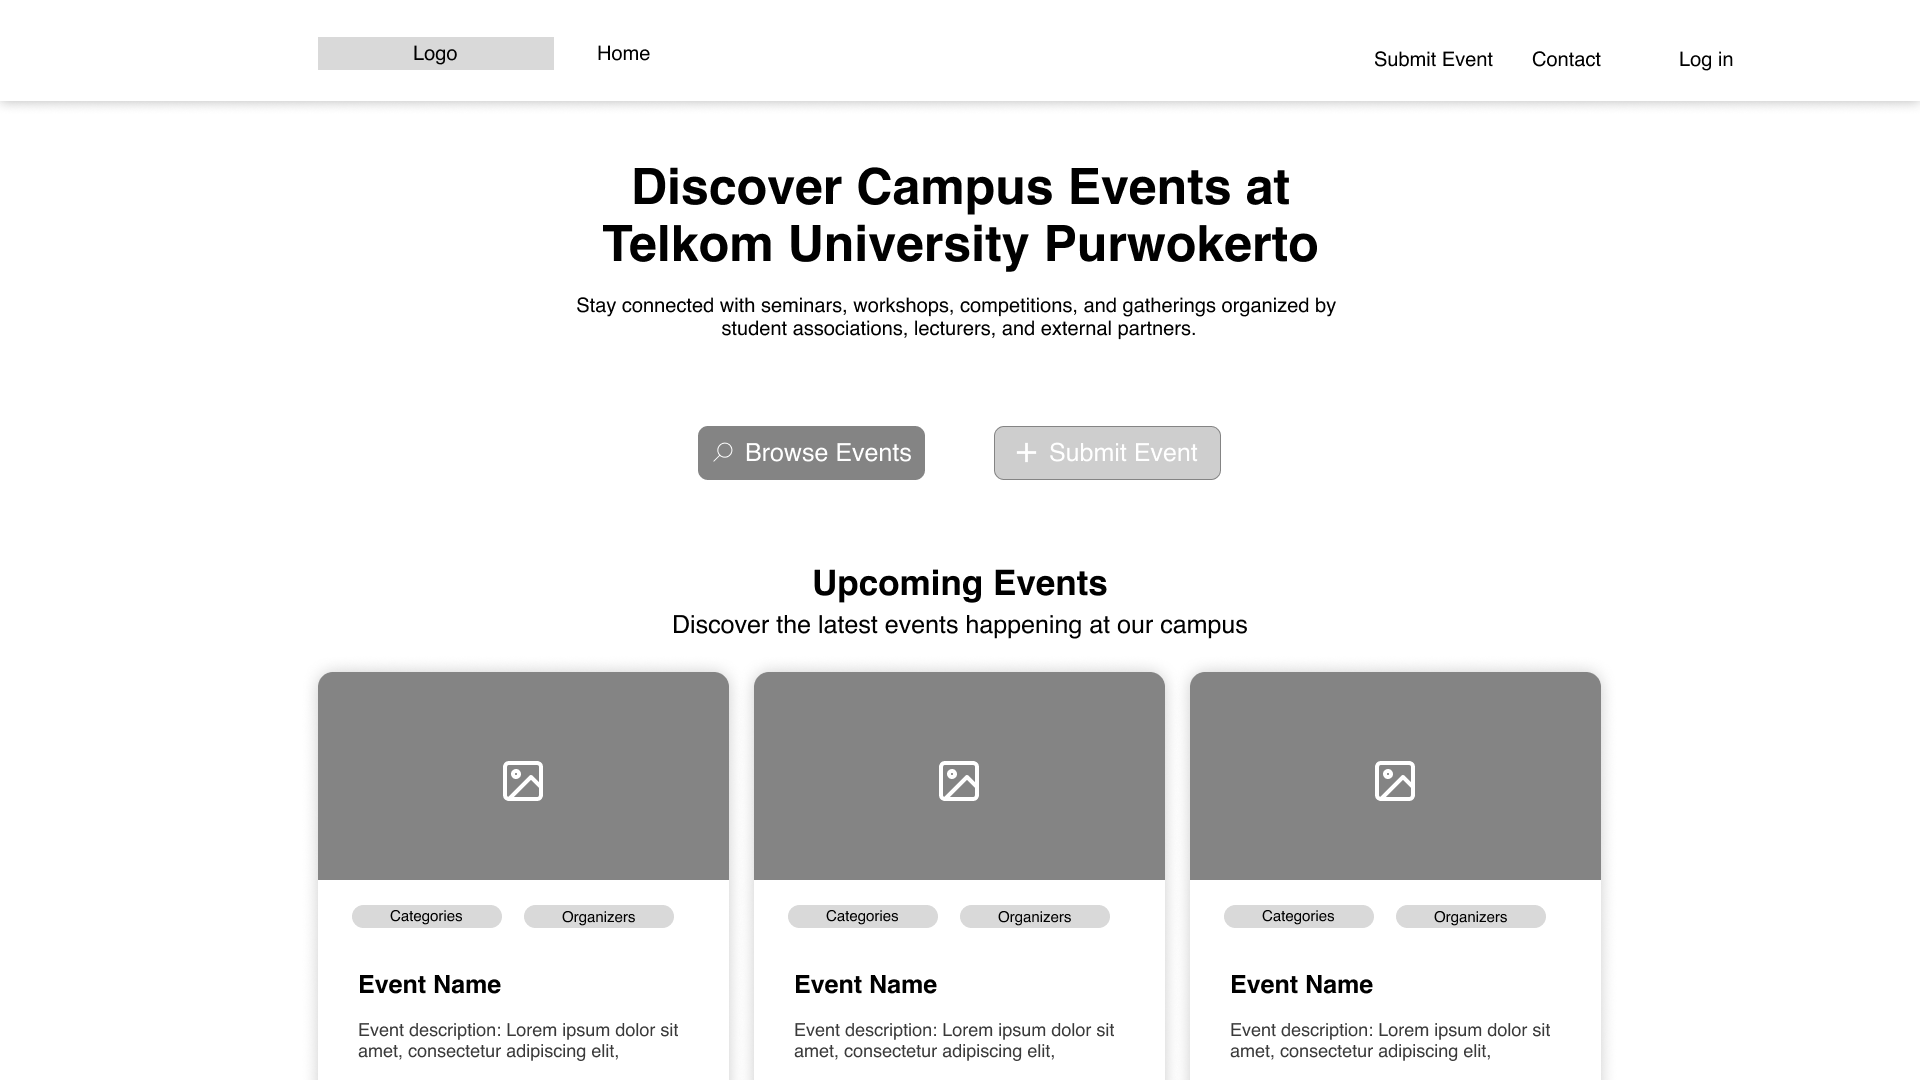 Logo
Home
Submit Event
Contact
Log in
Discover Campus Events at
Telkom University Purwokerto
Stay connected with seminars, workshops, competitions, and gatherings organized by
student associations, lecturers, and external partners.
Browse Events
Submit Event
Upcoming Events
Discover the latest events happening at our campus
Categories
Organizers
Event Name
Event description: Lorem ipsum dolor sit
amet, consectetur adipiscing elit,
Categories
Organizers
Event Name
Event description: Lorem ipsum dolor sit
amet, consectetur adipiscing elit,
Categories
Organizers
Event Name
Event description: Lorem ipsum dolor sit
amet, consectetur adipiscing elit,